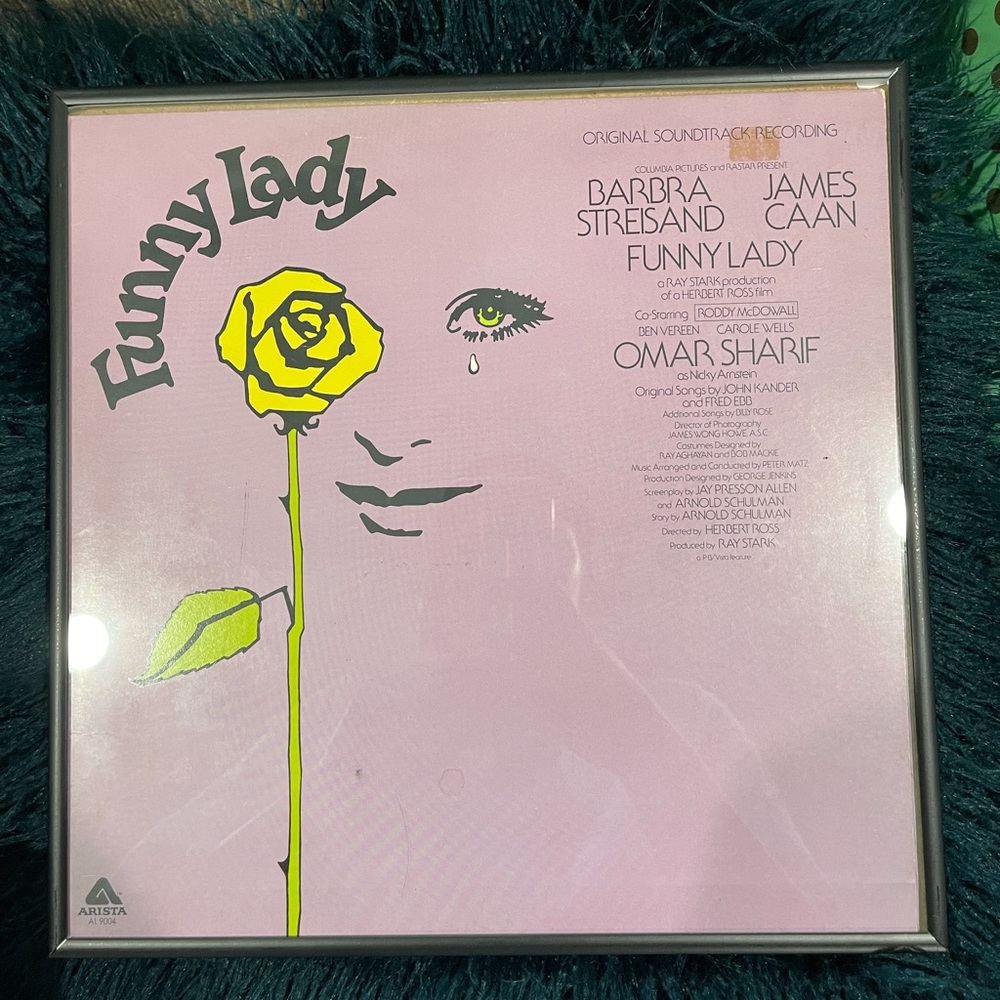 Funny Lady
ORIGINAL SOUNDTRACK RECORDING
COLUMBIA PICTURES and RASTAR PRESENT
BARBRA STREISAND
JAMES CAAN
FUNNY LADY
a RAY STARK production
of a HERBERT ROSS film
Co-Starring RODDY McDOWALL
BEN VEREEN CAROLE WELLS
OMAR SHARIF
as Nicky Arnstein
Original Songs by JOHN KANDER
and FRED EBB
Additional Songs by BILLY ROSE
Director of Photography
JAMES WONG HOWE, A.S.C.
Costumes Designed by
RAY AGHAYAN and BOB MACKIE
Music Arranged and Conducted by PETER MATZ
Production Designed by GEORGE JENKINS
Screenplay by JAY PRESSON ALLEN
and ARNOLD SCHULMAN
Story by ARNOLD SCHULMAN
Directed by HERBERT ROSS
Produced by RAY STARK
a P-B/Vista feature
ARISTA
AL 9004